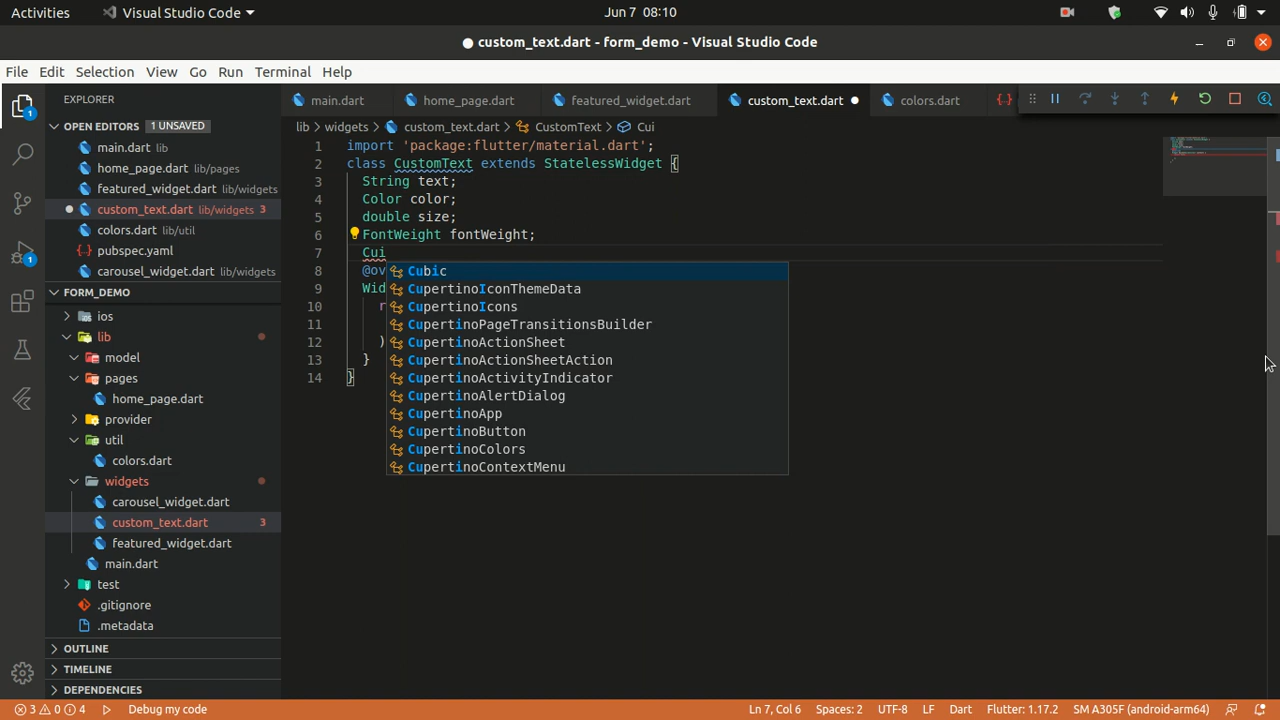 Activities
Visual Studio Code
Jun 7 08:10
● custom_text.dart - form_demo - Visual Studio Code
File Edit Selection View Go Run Terminal Help
EXPLORER
main.dart
home_page.dart
featured_widget.dart
custom_text.dart ●
colors.dart
OPEN EDITORS 1 UNSAVED
main.dart lib
home_page.dart lib/pages
featured_widget.dart lib/widgets
custom_text.dart lib/widgets 3
colors.dart lib/util
pubspec.yaml
carousel_widget.dart lib/widgets
FORM_DEMO
ios
lib
model
pages
home_page.dart
provider
util
colors.dart
widgets
carousel_widget.dart
custom_text.dart 3
featured_widget.dart
main.dart
test
.gitignore
.metadata
OUTLINE
TIMELINE
DEPENDENCIES
lib › widgets › custom_text.dart › CustomText › Cui
1 import 'package:flutter/material.dart';
2 class CustomText extends StatelessWidget {
3 String text;
4 Color color;
5 double size;
6 FontWeight fontWeight;
7 Cui
8 @ov
9 Wid
10 r
11
12 )
13 }
14 }
Cubic
CupertinoIconThemeData
CupertinoIcons
CupertinoPageTransitionsBuilder
CupertinoActionSheet
CupertinoActionSheetAction
CupertinoActivityIndicator
CupertinoAlertDialog
CupertinoApp
CupertinoButton
CupertinoColors
CupertinoContextMenu
3 0 4 Debug my code
Ln 7, Col 6 Spaces: 2 UTF-8 LF Dart Flutter: 1.17.2 SM A305F (android-arm64)